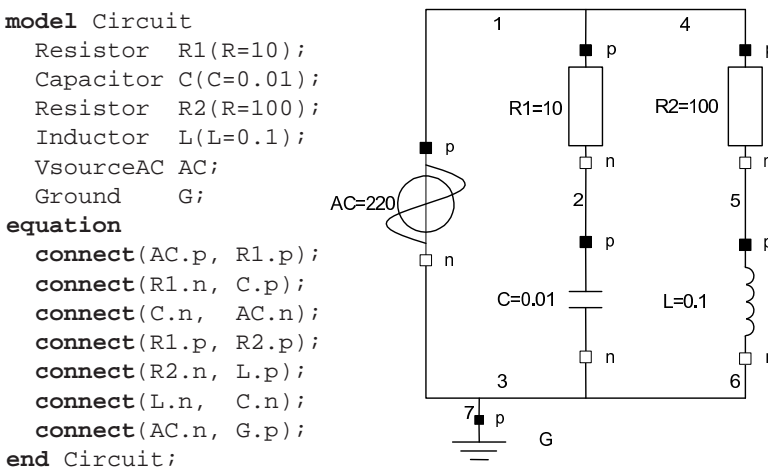 model Circuit
Resistor R1(R=10);
Capacitor C(C=0.01);
Resistor R2(R=100);
Inductor L(L=0.1);
VsourceAC AC;
Ground G;
equation
connect(AC.p, R1.p);
connect(R1.n, C.p);
connect(C.n, AC.n);
connect(R1.p, R2.p);
connect(R2.n, L.p);
connect(L.n, C.n);
connect(AC.n, G.p);
end Circuit;
1
4
p
p
R1=10
R2=100
p
n
n
AC=220
2
5
n
p
p
C=0.01
L=0.1
n
n
3
6
7
p
G